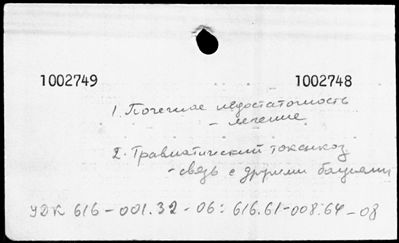 1002749 1002748
1. Почечная недостаточность
- лечение
2. Травматический токсикоз
- связь с другими
УДК 616-001.32-06:616.61-008.64-08